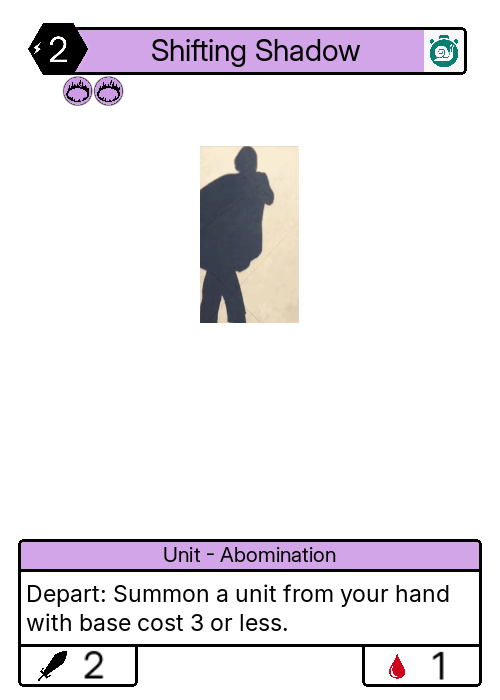 2
Shifting Shadow
Unit - Abomination
Depart: Summon a unit from your hand
with base cost 3 or less.
2
1